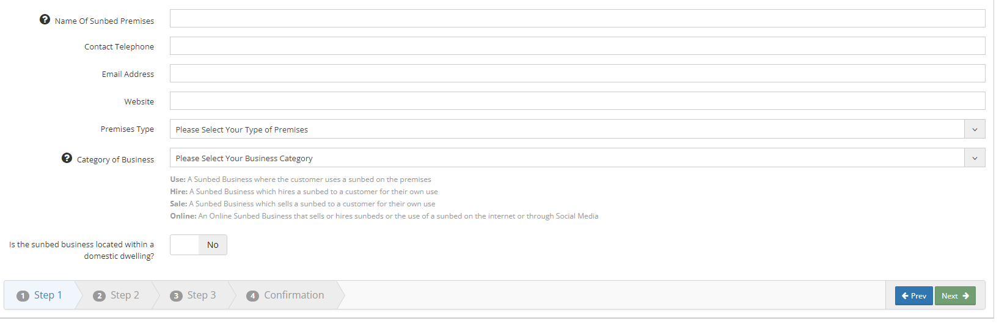 ? Name Of Sunbed Premises
Contact Telephone
Email Address
Website
Premises Type Please Select Your Type of Premises
? Category of Business Please Select Your Business Category
Use: A Sunbed Business where the customer uses a sunbed on the premises
Hire: A Sunbed Business which hires a sunbed to a customer for their own use
Sale: A Sunbed Business which sells a sunbed to a customer for their own use
Online: An Online Sunbed Business that sells or hires sunbeds or the use of a sunbed on the internet or through Social Media
Is the sunbed business located within a
domestic dwelling?
No
1 Step 1 2 Step 2 3 Step 3 4 Confirmation Prev Next